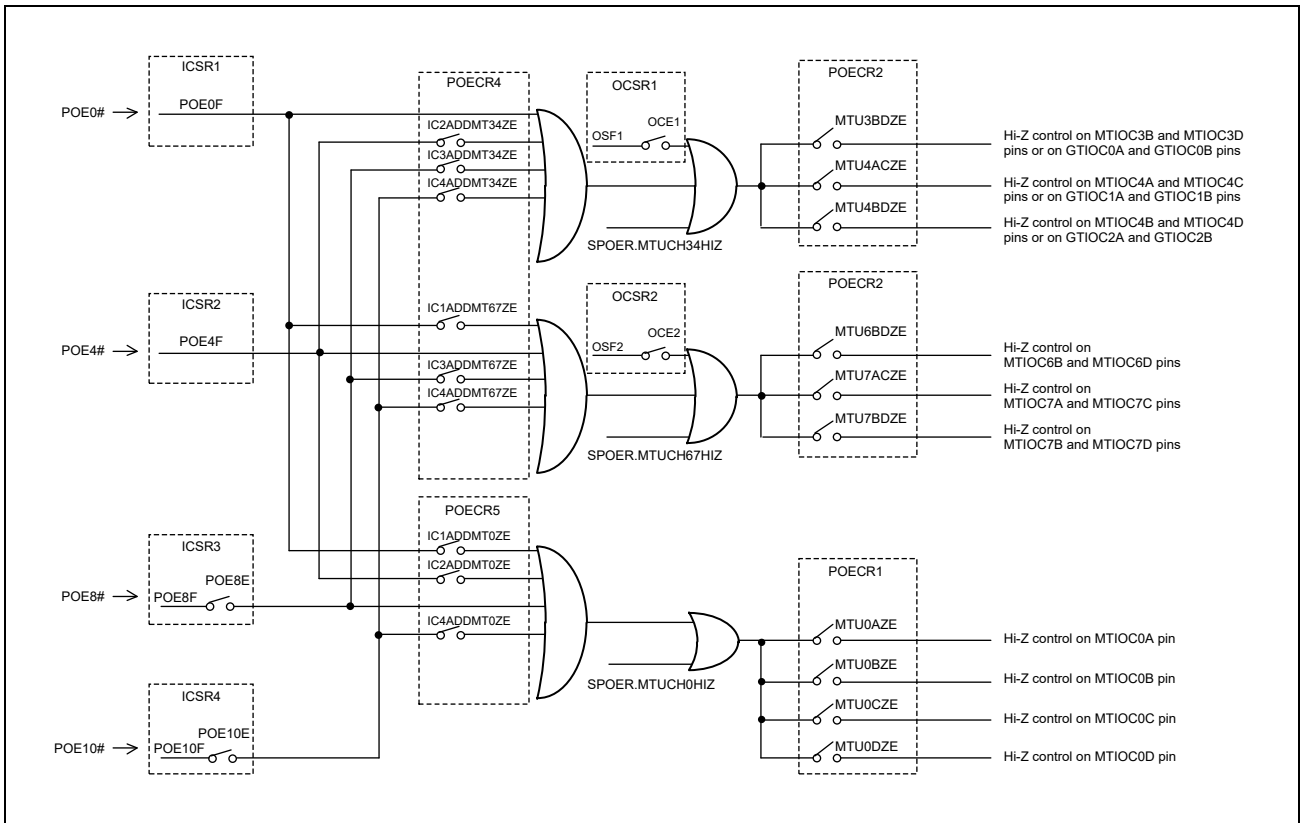 ICSR1
POE0#
POE0F
POECR4
IC2ADDMT34ZE
IC3ADDMT34ZE
IC4ADDMT34ZE
OCSR1
OSF1
OCE1
SPOER.MTUCH34HIZ
POECR2
MTU3BDZE
MTU4ACZE
MTU4BDZE
Hi-Z control on MTIOC3B and MTIOC3D
pins or on GTIOC0A and GTIOC0B pins
Hi-Z control on MTIOC4A and MTIOC4C
pins or on GTIOC1A and GTIOC1B pins
Hi-Z control on MTIOC4B and MTIOC4D
pins or on GTIOC2A and GTIOC2B
ICSR2
POE4#
POE4F
IC1ADDMT67ZE
IC3ADDMT67ZE
IC4ADDMT67ZE
OCSR2
OSF2
OCE2
SPOER.MTUCH67HIZ
POECR2
MTU6BDZE
MTU7ACZE
MTU7BDZE
Hi-Z control on
MTIOC6B and MTIOC6D pins
Hi-Z control on
MTIOC7A and MTIOC7C pins
Hi-Z control on
MTIOC7B and MTIOC7D pins
ICSR3
POE8#
POE8F
POE8E
POECR5
IC1ADDMT0ZE
IC2ADDMT0ZE
IC4ADDMT0ZE
SPOER.MTUCH0HIZ
POECR1
MTU0AZE
MTU0BZE
MTU0CZE
MTU0DZE
Hi-Z control on MTIOC0A pin
Hi-Z control on MTIOC0B pin
Hi-Z control on MTIOC0C pin
Hi-Z control on MTIOC0D pin
ICSR4
POE10#
POE10F
POE10E